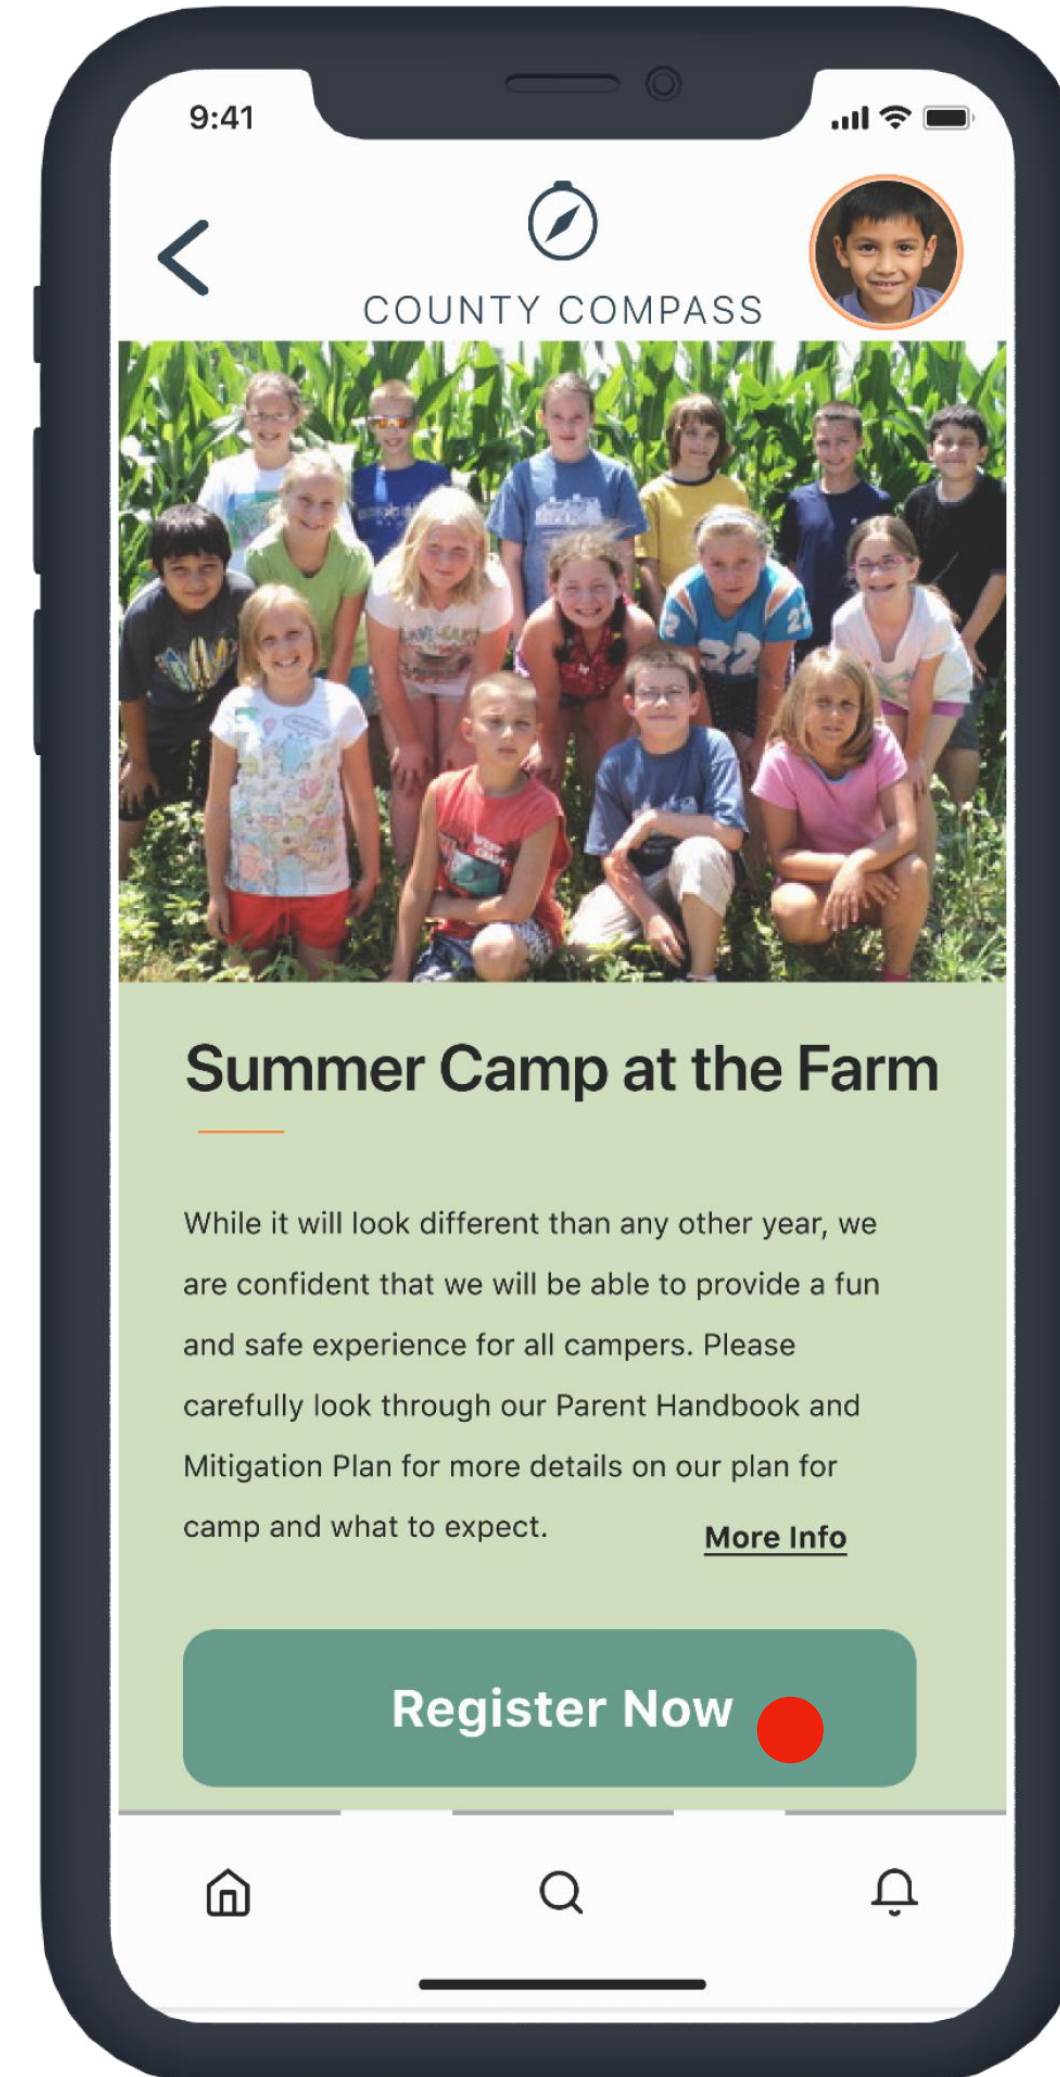 9:41
COUNTY COMPASS
22
Summer Camp at the Farm
While it will look different than any other year, we
are confident that we will be able to provide a fun
and safe experience for all campers. Please
carefully look through our Parent Handbook and
Mitigation Plan for more details on our plan for
camp and what to expect.
More Info
Register Now